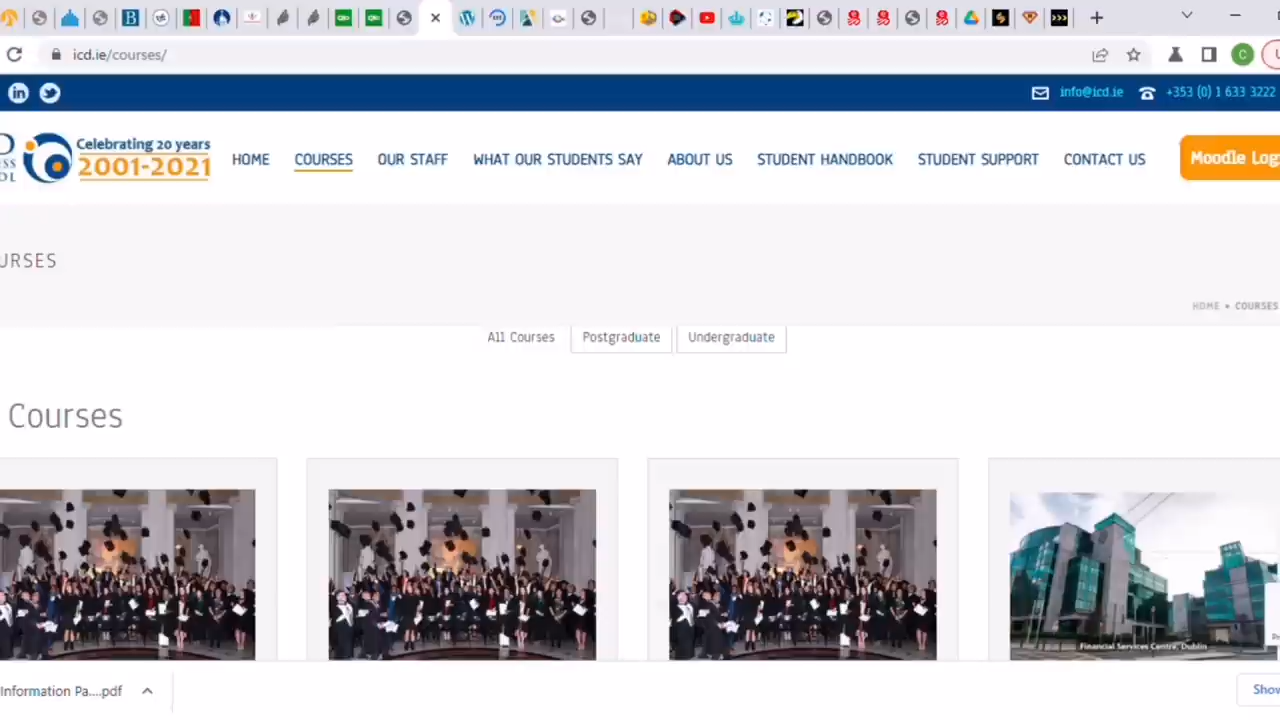 icd.ie/courses/
info@icd.ie +353 (0) 1 633 3222
Celebrating 20 years
2001-2021
HOME COURSES OUR STAFF WHAT OUR STUDENTS SAY ABOUT US STUDENT HANDBOOK STUDENT SUPPORT CONTACT US Moodle Log
URSES
HOME • COURSES
All Courses Postgraduate Undergraduate
Courses
Financial Services Centre, Dublin
Information Pa....pdf
Show